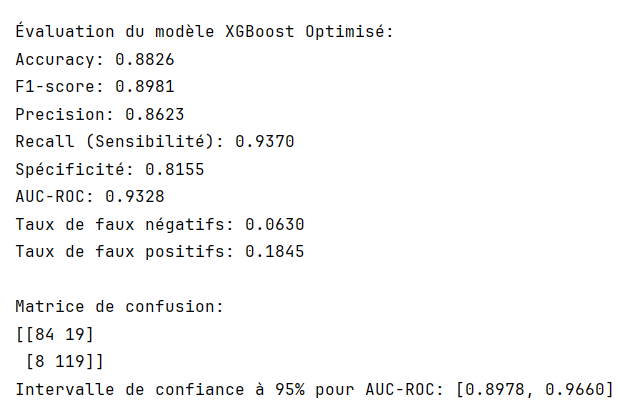 Évaluation du modèle XGBoost Optimisé:
Accuracy: 0.8826
F1-score: 0.8981
Precision: 0.8623
Recall (Sensibilité): 0.9370
Spécificité: 0.8155
AUC-ROC: 0.9328
Taux de faux négatifs: 0.0630
Taux de faux positifs: 0.1845
Matrice de confusion:
[[84 19]
[8 119]]
Intervalle de confiance à 95% pour AUC-ROC: [0.8978, 0.9660]